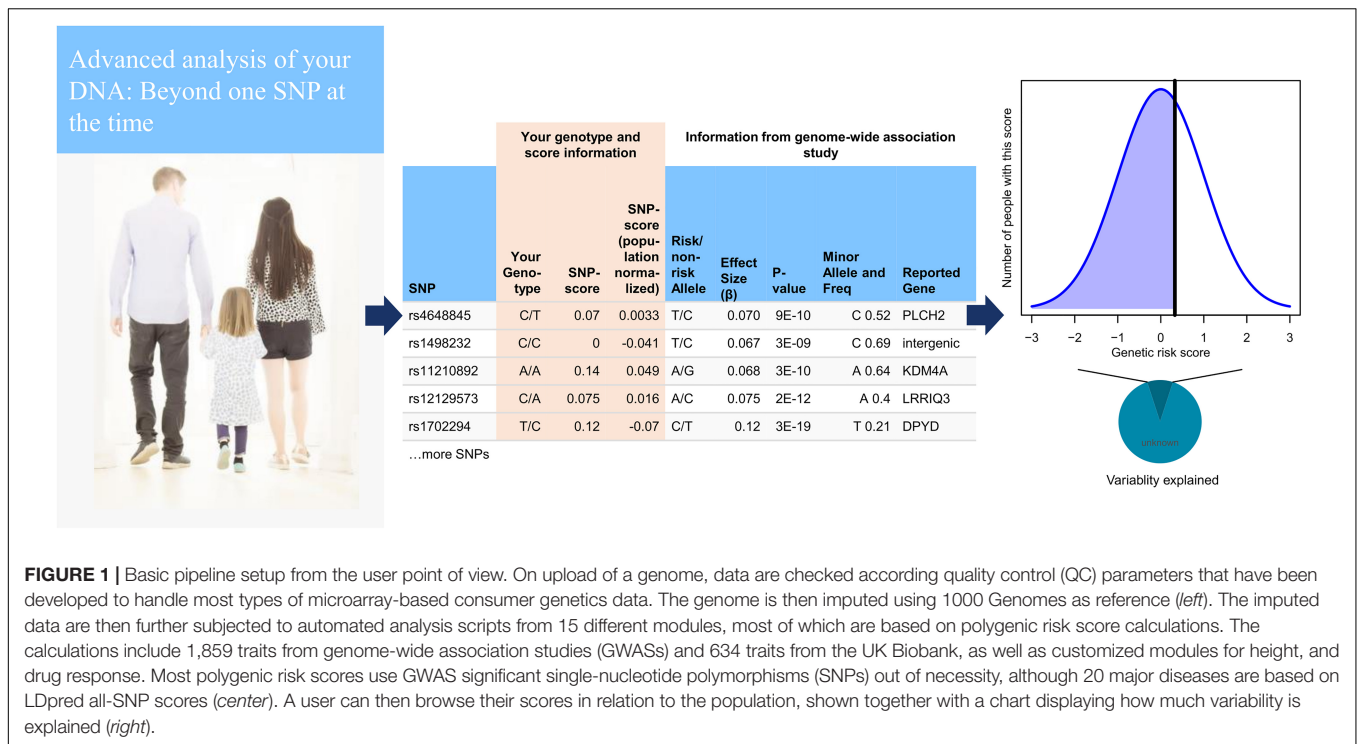 Advanced analysis of your
DNA: Beyond one SNP at
the time
Your genotype and
score information
Information from genome-wide association
study
SNP
Your
Geno-
type
SNP-
score
SNP-
score
(popu-
lation
norma-
lized)
Risk/
non-
risk
Allele
Effect
Size
(β)
P-
value
Minor
Allele and
Freq
Reported
Gene
rs4648845 C/T 0.07 0.0033 T/C 0.070 9E-10 C 0.52 PLCH2
rs1498232 C/C 0 -0.041 T/C 0.067 3E-09 C 0.69 intergenic
rs11210892 A/A 0.14 0.049 A/G 0.068 3E-10 A 0.64 KDM4A
rs12129573 C/A 0.075 0.016 A/C 0.075 2E-12 A 0.4 LRRIQ3
rs1702294 T/C 0.12 -0.07 C/T 0.12 3E-19 T 0.21 DPYD
…more SNPs
Number of people with this score
−3 −2 −1 0 1 2 3
Genetic risk score
unknown
Variablity explained
FIGURE 1 | Basic pipeline setup from the user point of view. On upload of a genome, data are checked according quality control (QC) parameters that have been
developed to handle most types of microarray-based consumer genetics data. The genome is then imputed using 1000 Genomes as reference (left). The imputed
data are then further subjected to automated analysis scripts from 15 different modules, most of which are based on polygenic risk score calculations. The
calculations include 1,859 traits from genome-wide association studies (GWASs) and 634 traits from the UK Biobank, as well as customized modules for height, and
drug response. Most polygenic risk scores use GWAS significant single-nucleotide polymorphisms (SNPs) out of necessity, although 20 major diseases are based on
LDpred all-SNP scores (center). A user can then browse their scores in relation to the population, shown together with a chart displaying how much variability is
explained (right).